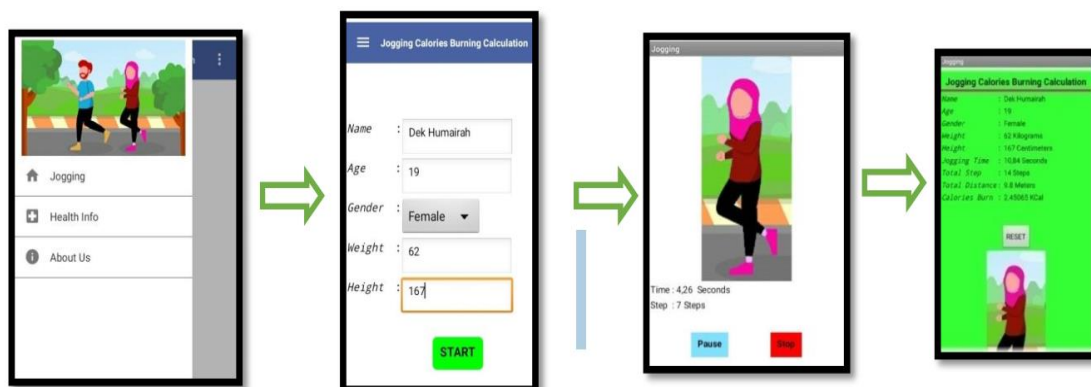 Jogging
Health Info
About Us
Jogging Calories Burning Calculation
Name : Dek Humairah
Age : 19
Gender : Female
Weight : 62
Height : 167
START
Jogging
Time : 4,26 Seconds
Step : 7 Steps
Pause
Stop
Jogging
Jogging Calories Burning Calculation
Name : Dek Humairah
Age : 19
Gender : Female
Weight : 62 Kilograms
Height : 167 Centimeters
Jogging Time : 10,84 Seconds
Total Step : 14 Steps
Total Distance : 9.8 Meters
Calories Burn : 2.45065 KCal
RESET